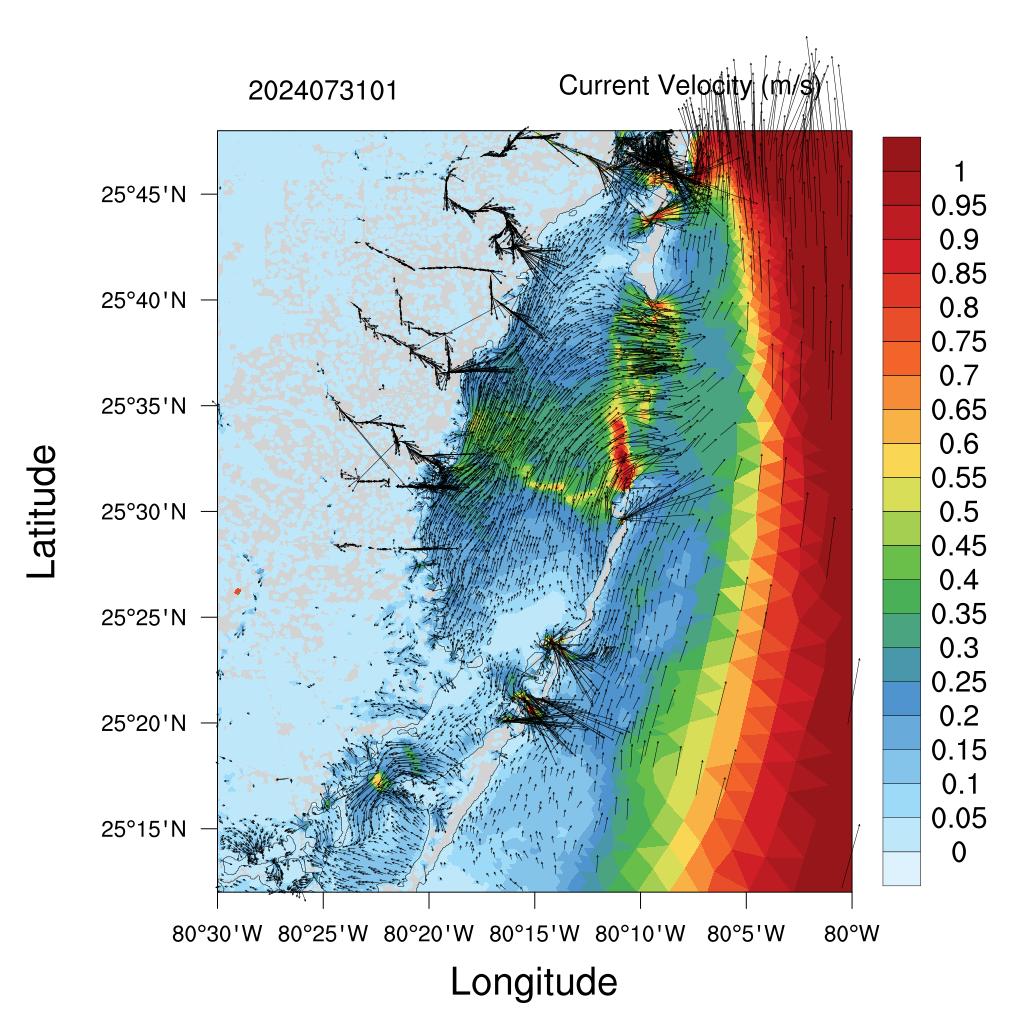 2024073101
Current Velocity (m/s)
Latitude
25°45'N
25°40'N
25°35'N
25°30'N
25°25'N
25°20'N
25°15'N
80°30'W 80°25'W 80°20'W 80°15'W 80°10'W 80°5'W 80°W
Longitude
1
0.95
0.9
0.85
0.8
0.75
0.7
0.65
0.6
0.55
0.5
0.45
0.4
0.35
0.3
0.25
0.2
0.15
0.1
0.05
0